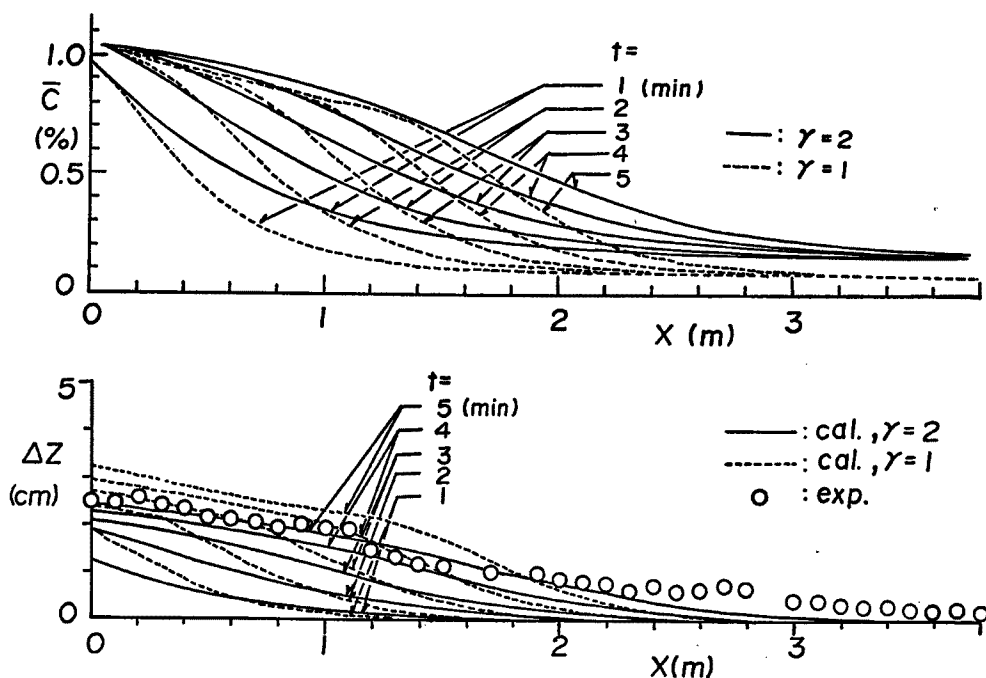 t=
1.0
1 (min)
C̅
2
(%)
3
— : γ = 2
4
---- : γ = 1
0.5
5
0
0 1 2 3
X (m)
t=
5
5 (min)
4
— : cal., γ = 2
ΔZ
3
---- : cal., γ = 1
(cm)
2
○ : exp.
1
0
0 1 2 3
X(m)